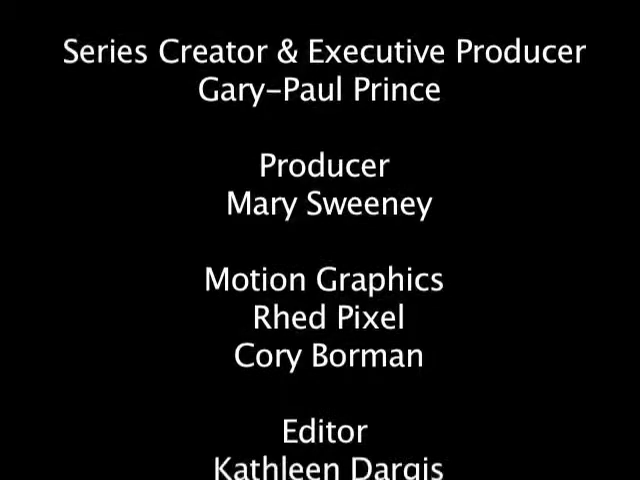 Series Creator & Executive Producer
Gary-Paul Prince
Producer
Mary Sweeney
Motion Graphics
Rhed Pixel
Cory Borman
Editor
Kathleen Dargis